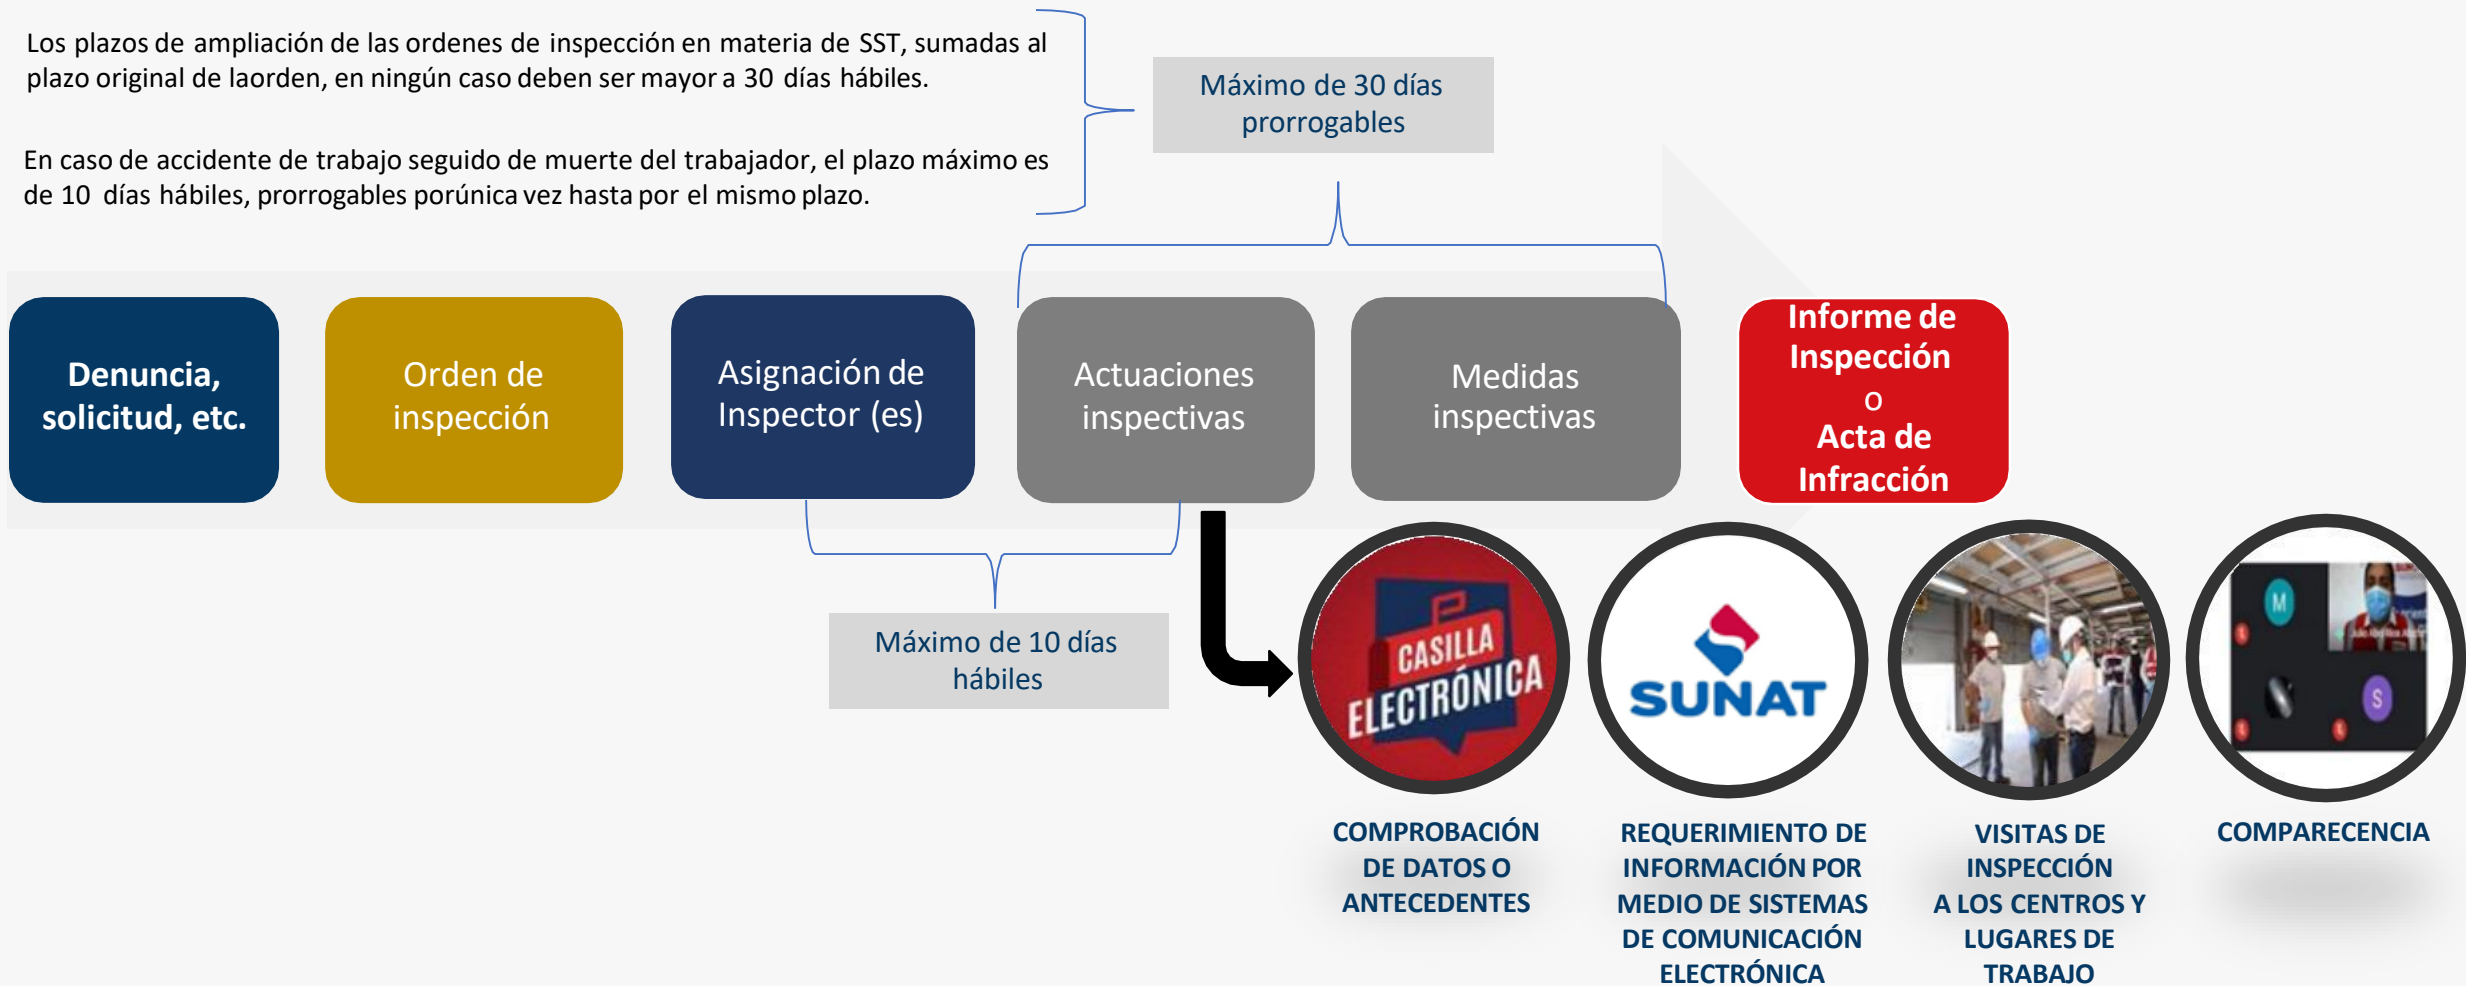 Los plazos de ampliación de las ordenes de inspección en materia de SST, sumadas al
plazo original de laorden, en ningún caso deben ser mayor a 30 días hábiles.
En caso de accidente de trabajo seguido de muerte del trabajador, el plazo máximo es
de 10 días hábiles, prorrogables porúnica vez hasta por el mismo plazo.
Máximo de 30 días
prorrogables
Denuncia,
solicitud, etc.
Orden de
inspección
Asignación de
Inspector (es)
Actuaciones
inspectivas
Medidas
inspectivas
Informe de
Inspección
o
Acta de
Infracción
Máximo de 10 días
hábiles
CASILLA
ELECTRÓNICA
SUNAT
M
S
COMPROBACIÓN
DE DATOS O
ANTECEDENTES
REQUERIMIENTO DE
INFORMACIÓN POR
MEDIO DE SISTEMAS
DE COMUNICACIÓN
ELECTRÓNICA
VISITAS DE
INSPECCIÓN
A LOS CENTROS Y
LUGARES DE
TRABAJO
COMPARECENCIA